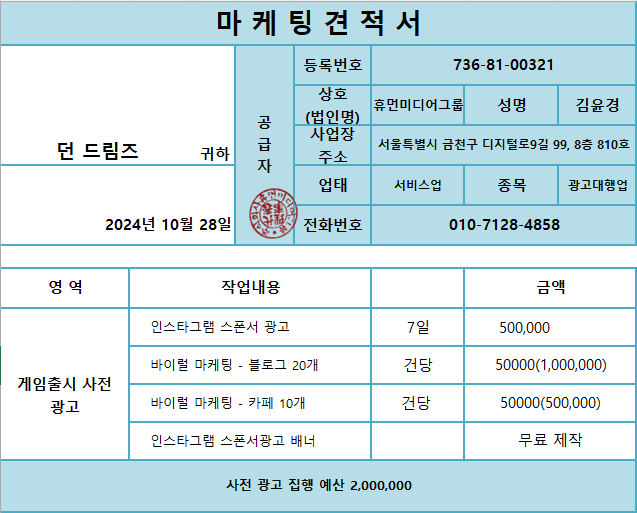 마 케 팅 견 적 서
던 드림즈 귀하
2024년 10월 28일
공급자
등록번호 736-81-00321
상호 (법인명) 휴먼미디어그룹 성명 김윤경
사업장 주소 서울특별시 금천구 디지털로9길 99, 8층 810호
업태 서비스업 종목 광고대행업
전화번호 010-7128-4858
영 역 작업내용 금액
게임출시 사전 광고
인스타그램 스폰서 광고 7일 500,000
바이럴 마케팅 - 블로그 20개 건당 50000(1,000,000)
바이럴 마케팅 - 카페 10개 건당 50000(500,000)
인스타그램 스폰서광고 배너 무료 제작
사전 광고 집행 예산 2,000,000